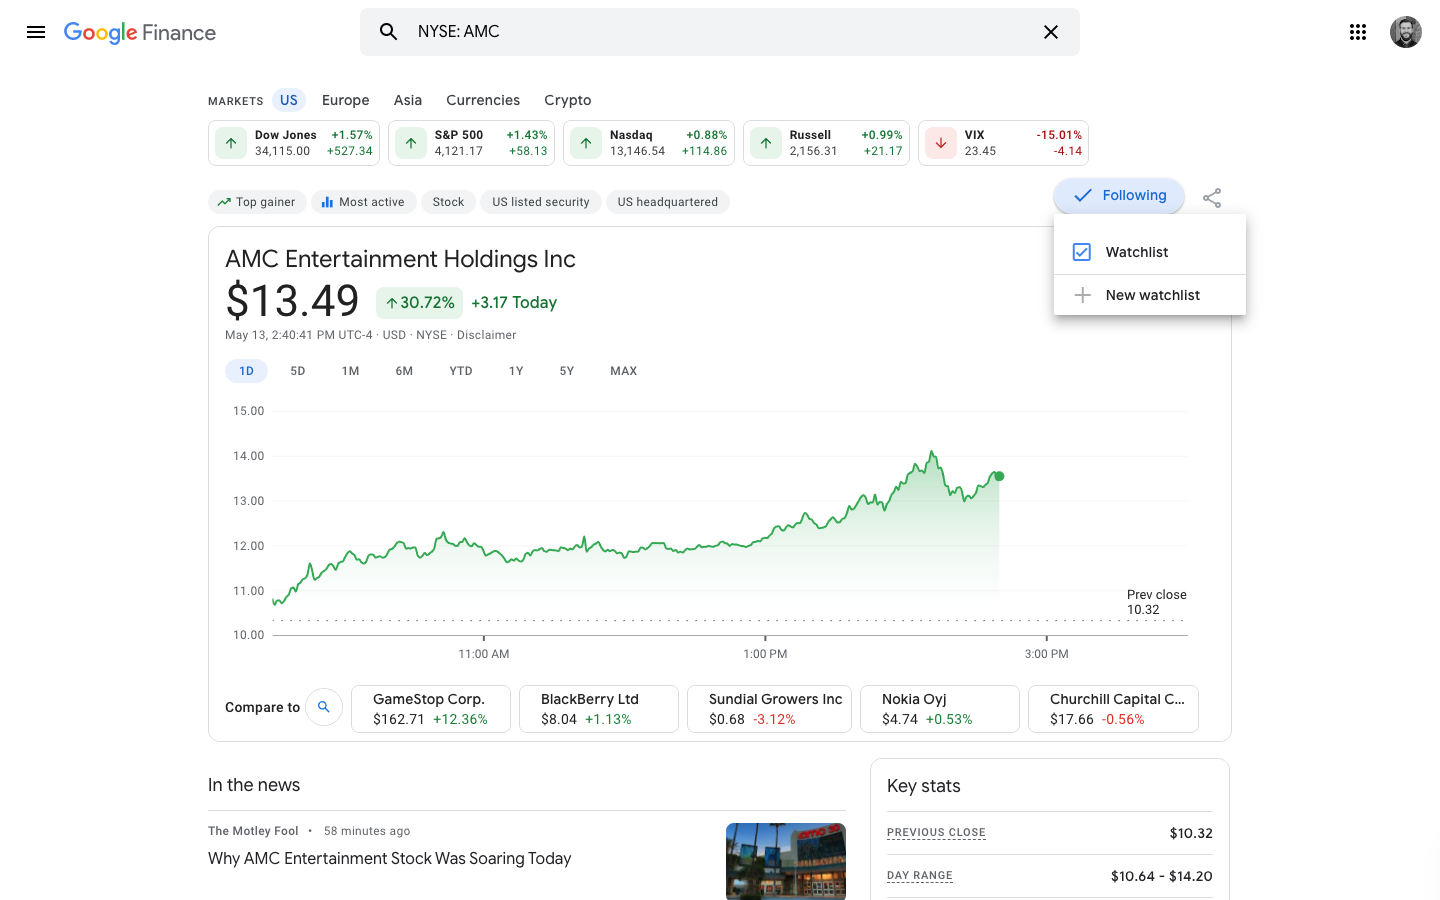 Google Finance
NYSE: AMC
MARKETS US Europe Asia Currencies Crypto
Dow Jones +1.57%
34,115.00 +527.34
S&P 500 +1.43%
4,121.17 +58.13
Nasdaq +0.88%
13,146.54 +114.86
Russell +0.99%
2,156.31 +21.17
VIX -15.01%
23.45 -4.14
Top gainer Most active Stock US listed security US headquartered
Following
Watchlist
New watchlist
AMC Entertainment Holdings Inc
$13.49 30.72% +3.17 Today
May 13, 2:40:41 PM UTC-4 · USD · NYSE · Disclaimer
1D 5D 1M 6M YTD 1Y 5Y MAX
15.00
14.00
13.00
12.00
11.00
10.00
Prev close
10.32
11:00 AM 1:00 PM 3:00 PM
Compare to
GameStop Corp.
$162.71 +12.36%
BlackBerry Ltd
$8.04 +1.13%
Sundial Growers Inc
$0.68 -3.12%
Nokia Oyj
$4.74 +0.53%
Churchill Capital C...
$17.66 -0.56%
In the news
The Motley Fool • 58 minutes ago
Why AMC Entertainment Stock Was Soaring Today
amc 30
Key stats
PREVIOUS CLOSE $10.32
DAY RANGE $10.64 - $14.20